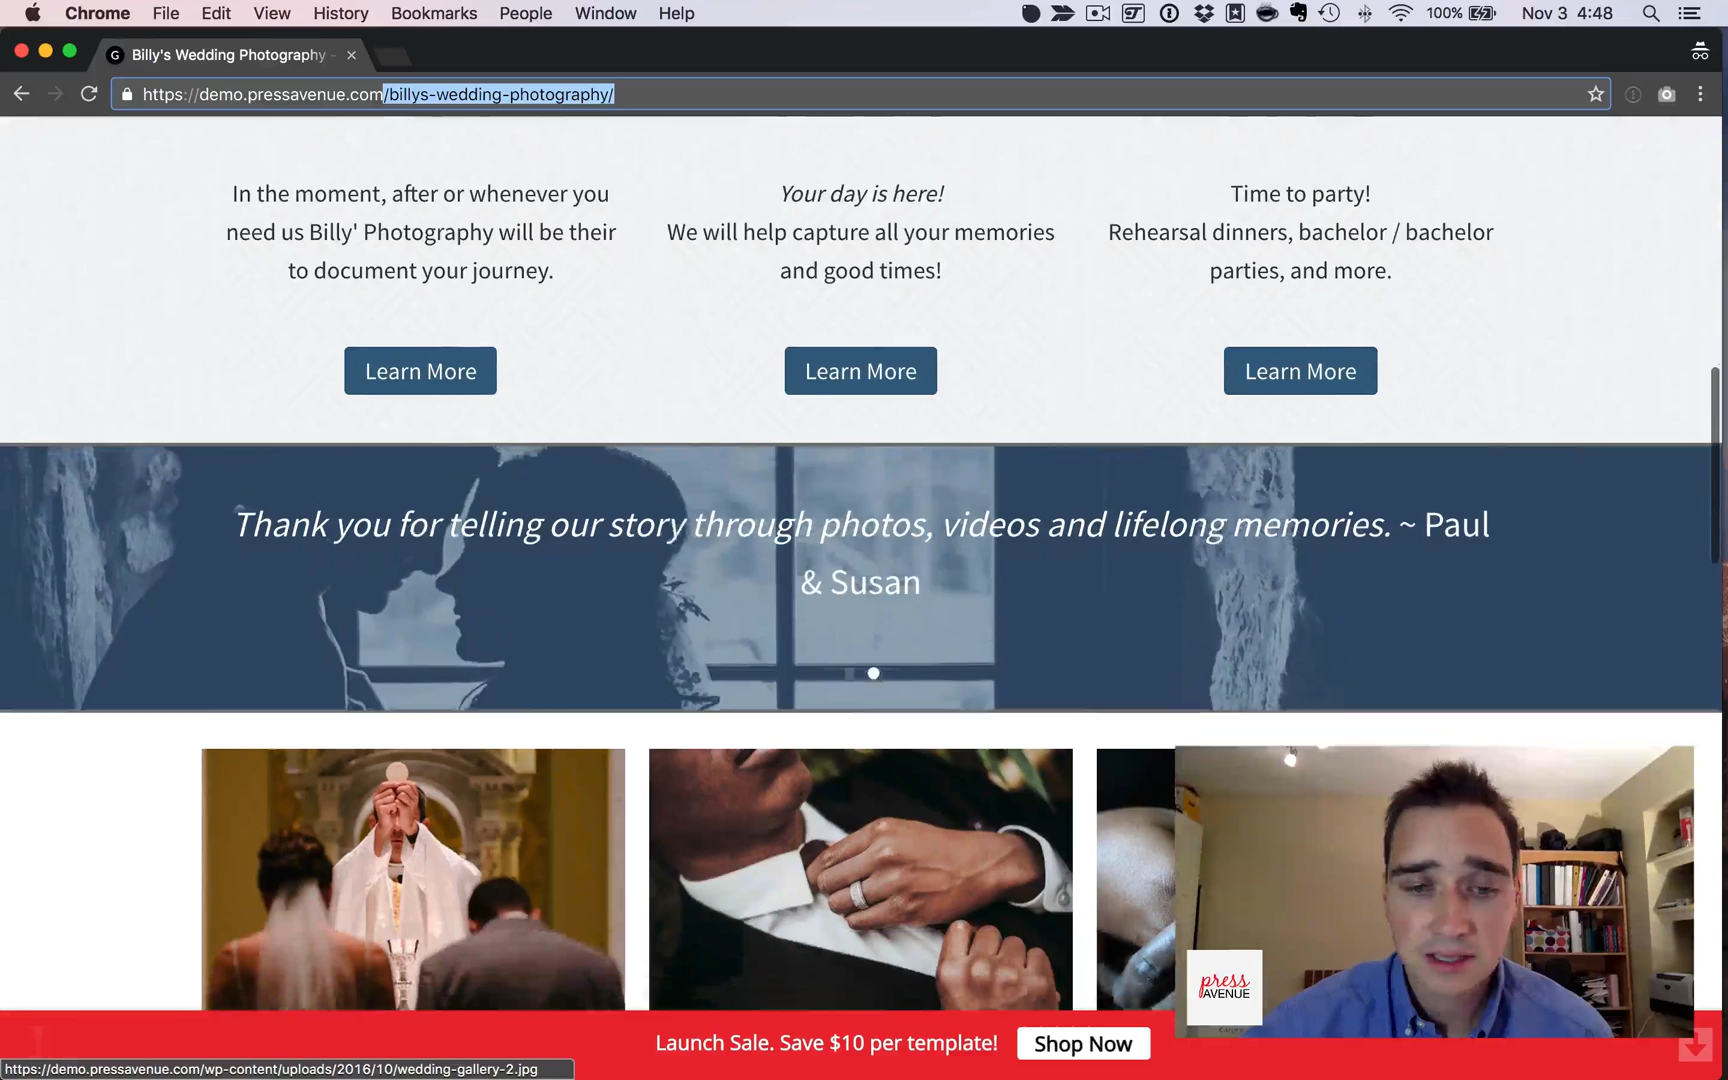 Chrome File Edit View History Bookmarks People Window Help 100% Nov 3 4:48
Billy's Wedding Photography -
https://demo.pressavenue.com/billys-wedding-photography/
In the moment, after or whenever you
need us Billy' Photography will be their
to document your journey.
Learn More
Your day is here!
We will help capture all your memories
and good times!
Learn More
Time to party!
Rehearsal dinners, bachelor / bachelor
parties, and more.
Learn More
Thank you for telling our story through photos, videos and lifelong memories. ~ Paul
& Susan
press
AVENUE
Launch Sale. Save $10 per template! Shop Now
https://demo.pressavenue.com/wp-content/uploads/2016/10/wedding-gallery-2.jpg